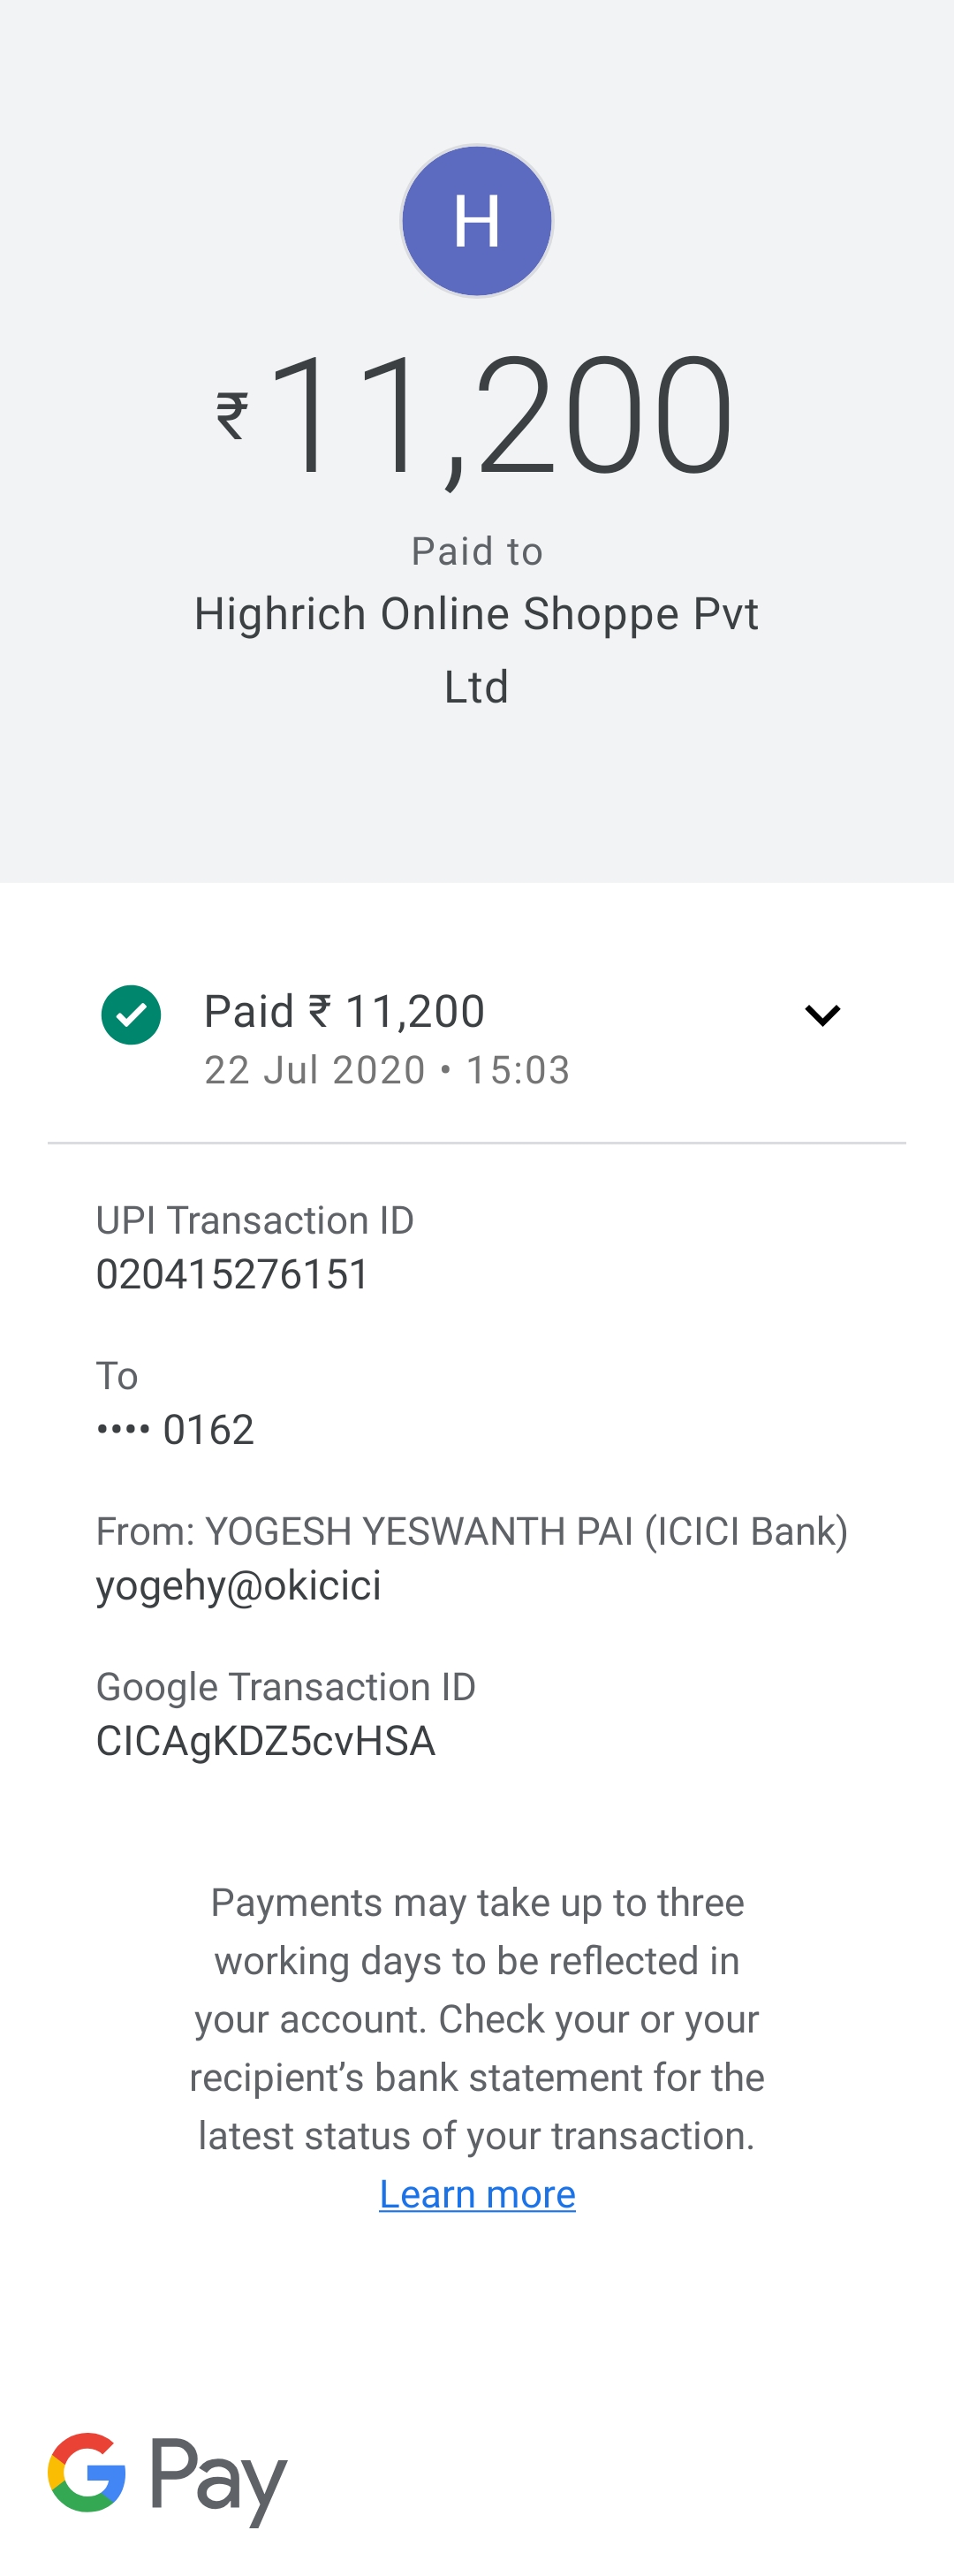 H
₹11,200
Paid to
Highrich Online Shoppe Pvt
Ltd
Paid ₹ 11,200
22 Jul 2020 • 15:03
UPI Transaction ID
020415276151
To
•••• 0162
From: YOGESH YESWANTH PAI (ICICI Bank)
yogehy@okicici
Google Transaction ID
CICAgKDZ5cvHSA
Payments may take up to three
working days to be reflected in
your account. Check your or your
recipient’s bank statement for the
latest status of your transaction.
Learn more
G Pay